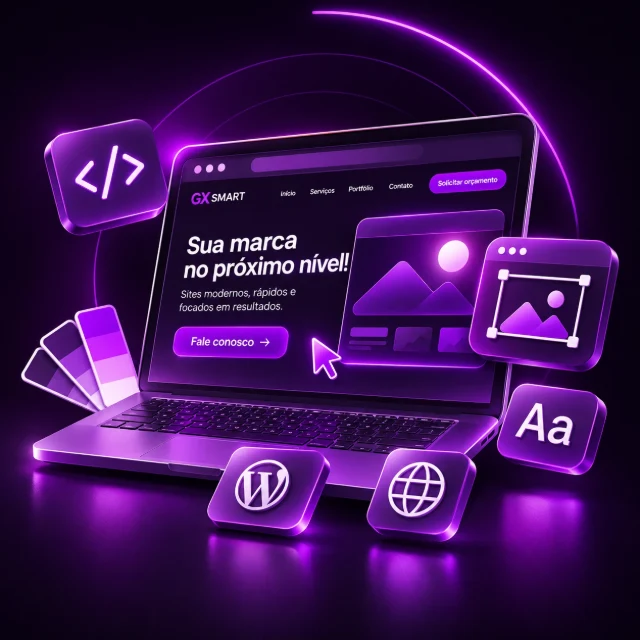 </>
GX SMART
Início Serviços Portfólio Contato Solicitar orçamento
Sua marca
no próximo nível!
Sites modernos, rápidos e
focados em resultados.
Fale conosco →
Aa
W